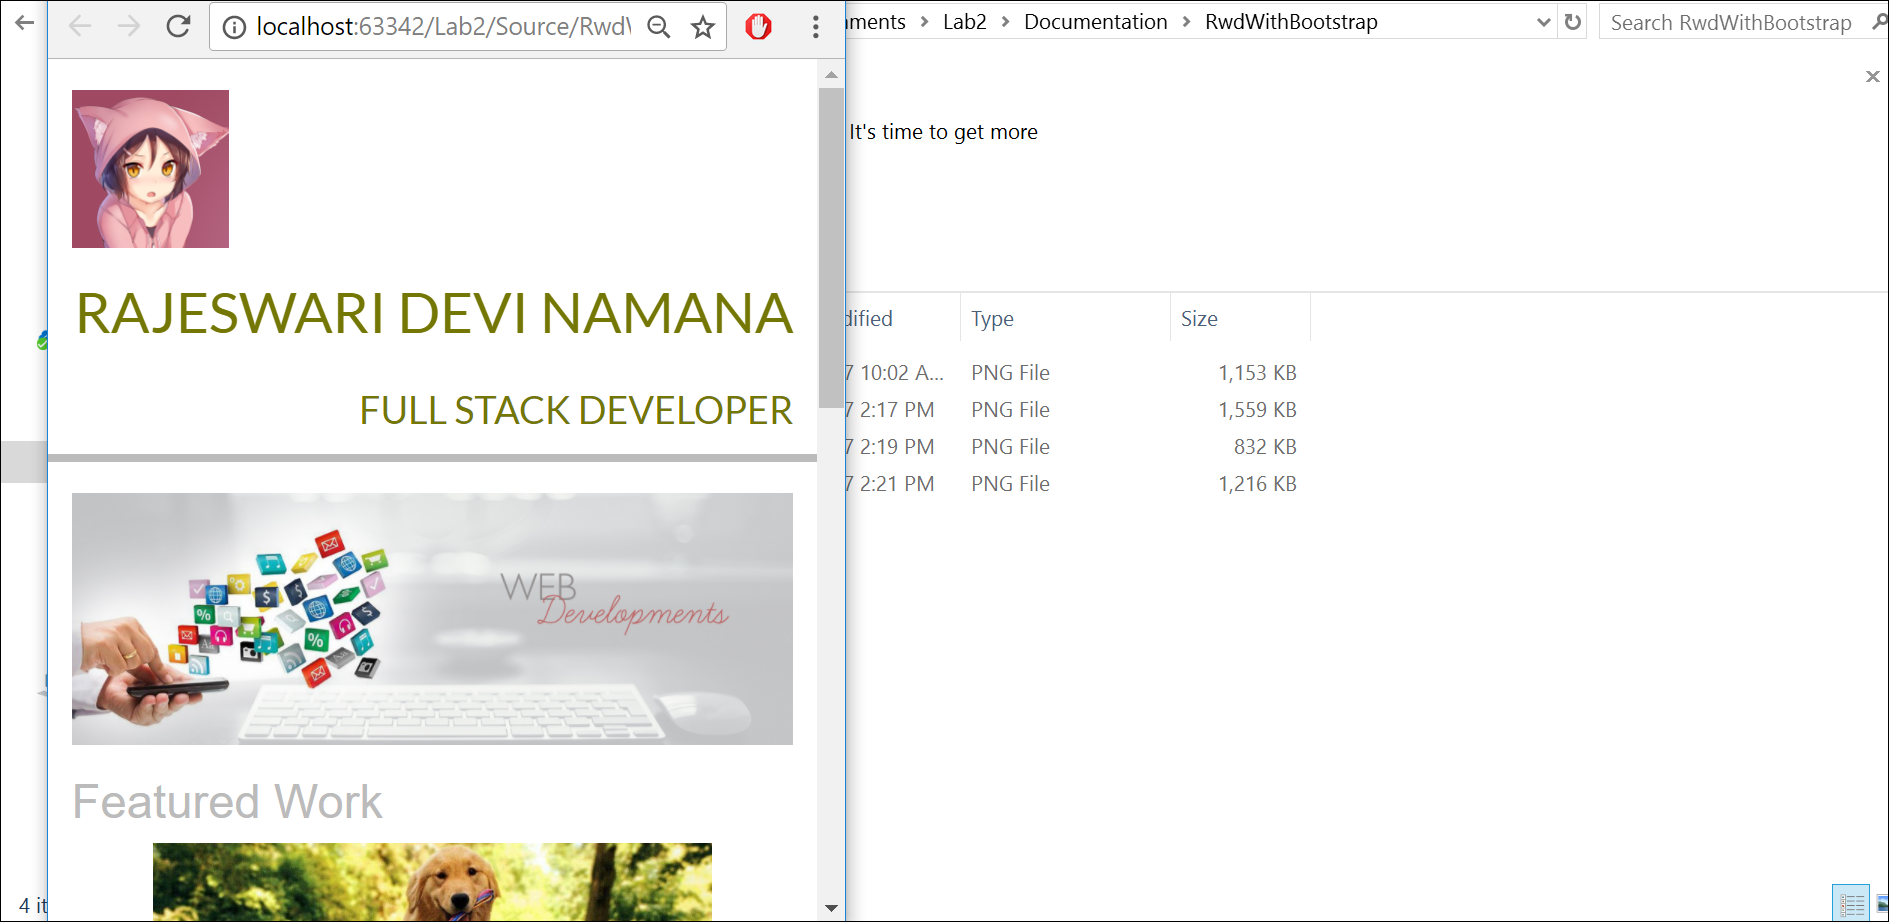 localhost:63342/Lab2/Source/Rwd
Lab2 Documentation RwdWithBootstrap
Search RwdWithBootstrap
RAJESWARI DEVI NAMANA
FULL STACK DEVELOPER
WEB
Developments
Featured Work
It's time to get more
Type Size
7 10:02 A... PNG File 1,153 KB
7 2:17 PM PNG File 1,559 KB
7 2:19 PM PNG File 832 KB
7 2:21 PM PNG File 1,216 KB
4 it